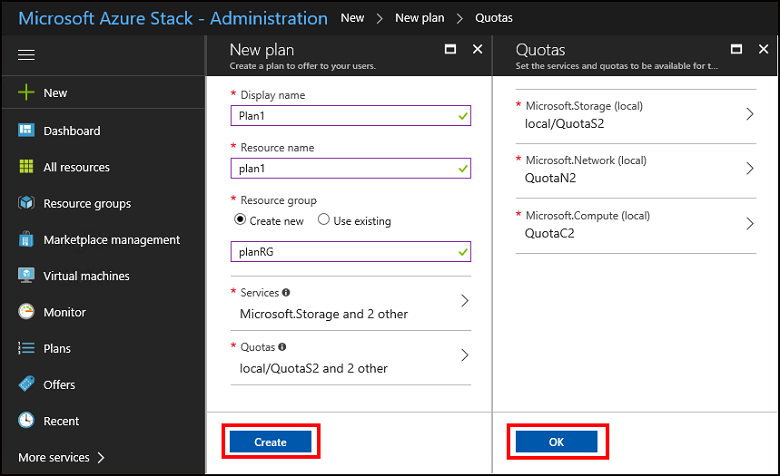 Microsoft Azure Stack - Administration New > New plan > Quotas
New
Dashboard
All resources
Resource groups
Marketplace management
Virtual machines
Monitor
Plans
Offers
Recent
More services >
New plan
Create a plan to offer to your users.
* Display name
Plan1
* Resource name
plan1
* Resource group
Create new Use existing
planRG
* Services
Microsoft.Storage and 2 other
* Quotas
local/QuotaS2 and 2 other
Create
Quotas
Set the services and quotas to be available for t...
* Microsoft.Storage (local)
local/QuotaS2
* Microsoft.Network (local)
QuotaN2
* Microsoft.Compute (local)
QuotaC2
OK